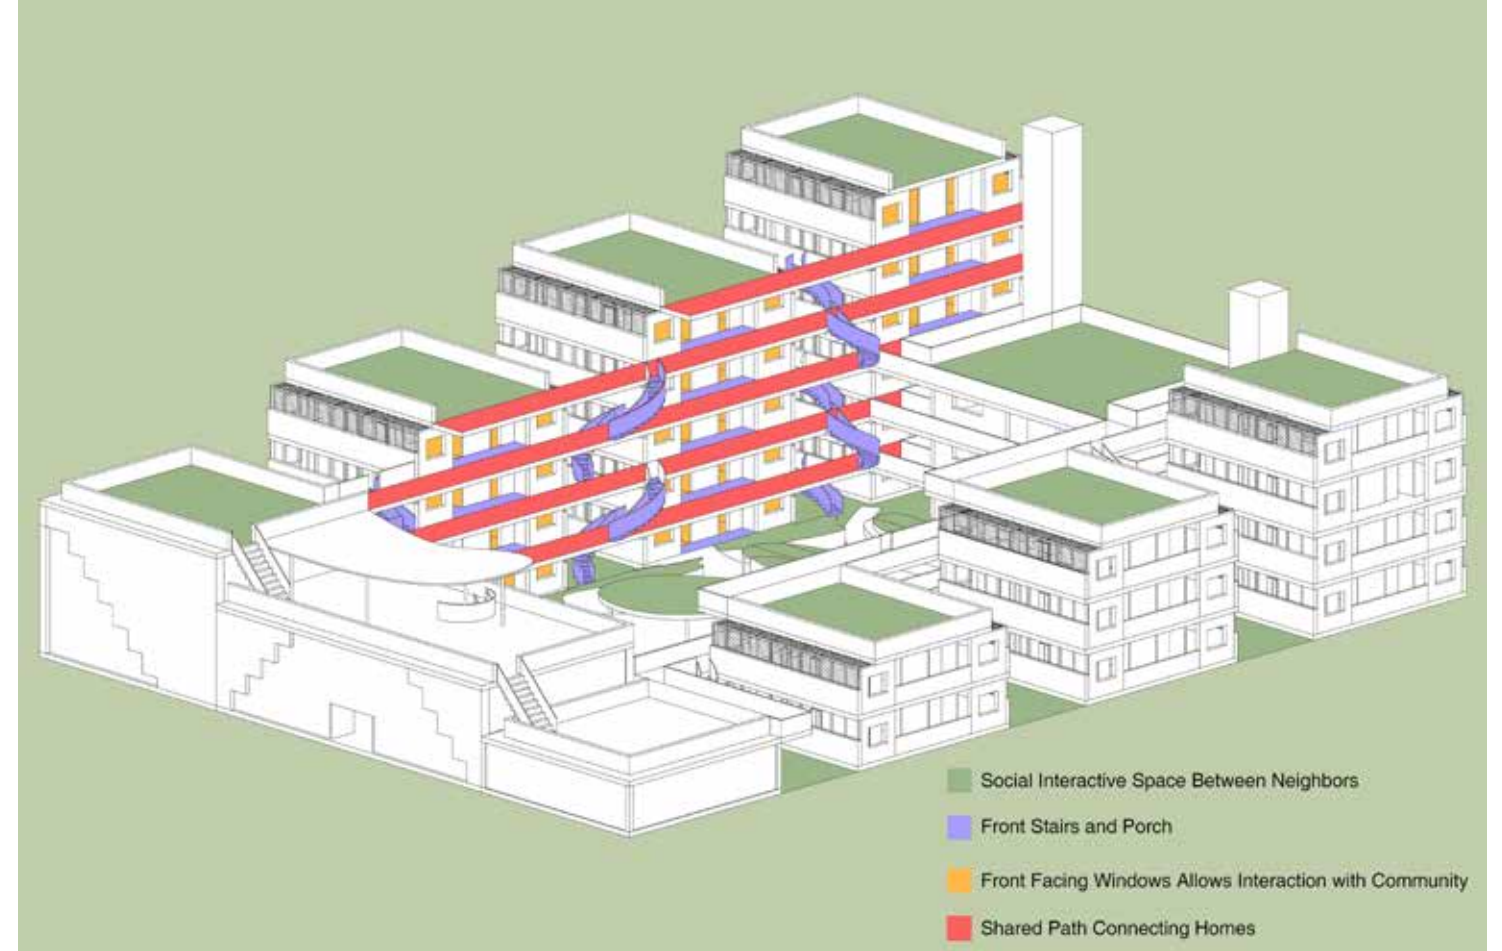 Social Interactive Space Between Neighbors
Front Stairs and Porch
Front Facing Windows Allows Interaction with Community
Shared Path Connecting Homes